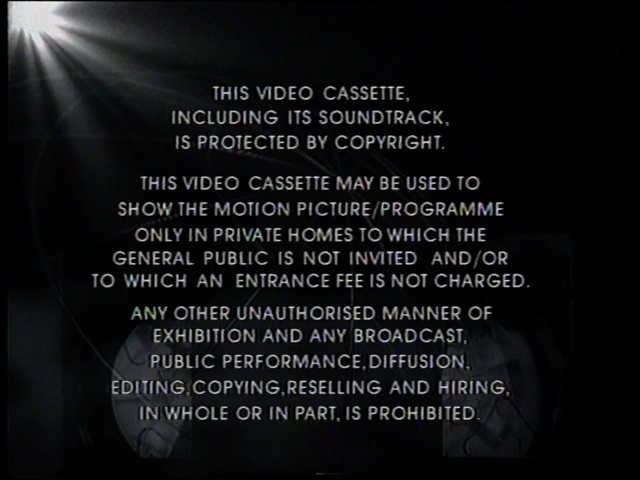 THIS VIDEO CASSETTE,
INCLUDING ITS SOUNDTRACK,
IS PROTECTED BY COPYRIGHT.
THIS VIDEO CASSETTE MAY BE USED TO
SHOW THE MOTION PICTURE/PROGRAMME
ONLY IN PRIVATE HOMES TO WHICH THE
GENERAL PUBLIC IS NOT INVITED AND/OR
TO WHICH AN ENTRANCE FEE IS NOT CHARGED.
ANY OTHER UNAUTHORISED MANNER OF
EXHIBITION AND ANY BROADCAST,
PUBLIC PERFORMANCE,DIFFUSION,
EDITING,COPYING,RESELLING AND HIRING,
IN WHOLE OR IN PART, IS PROHIBITED.